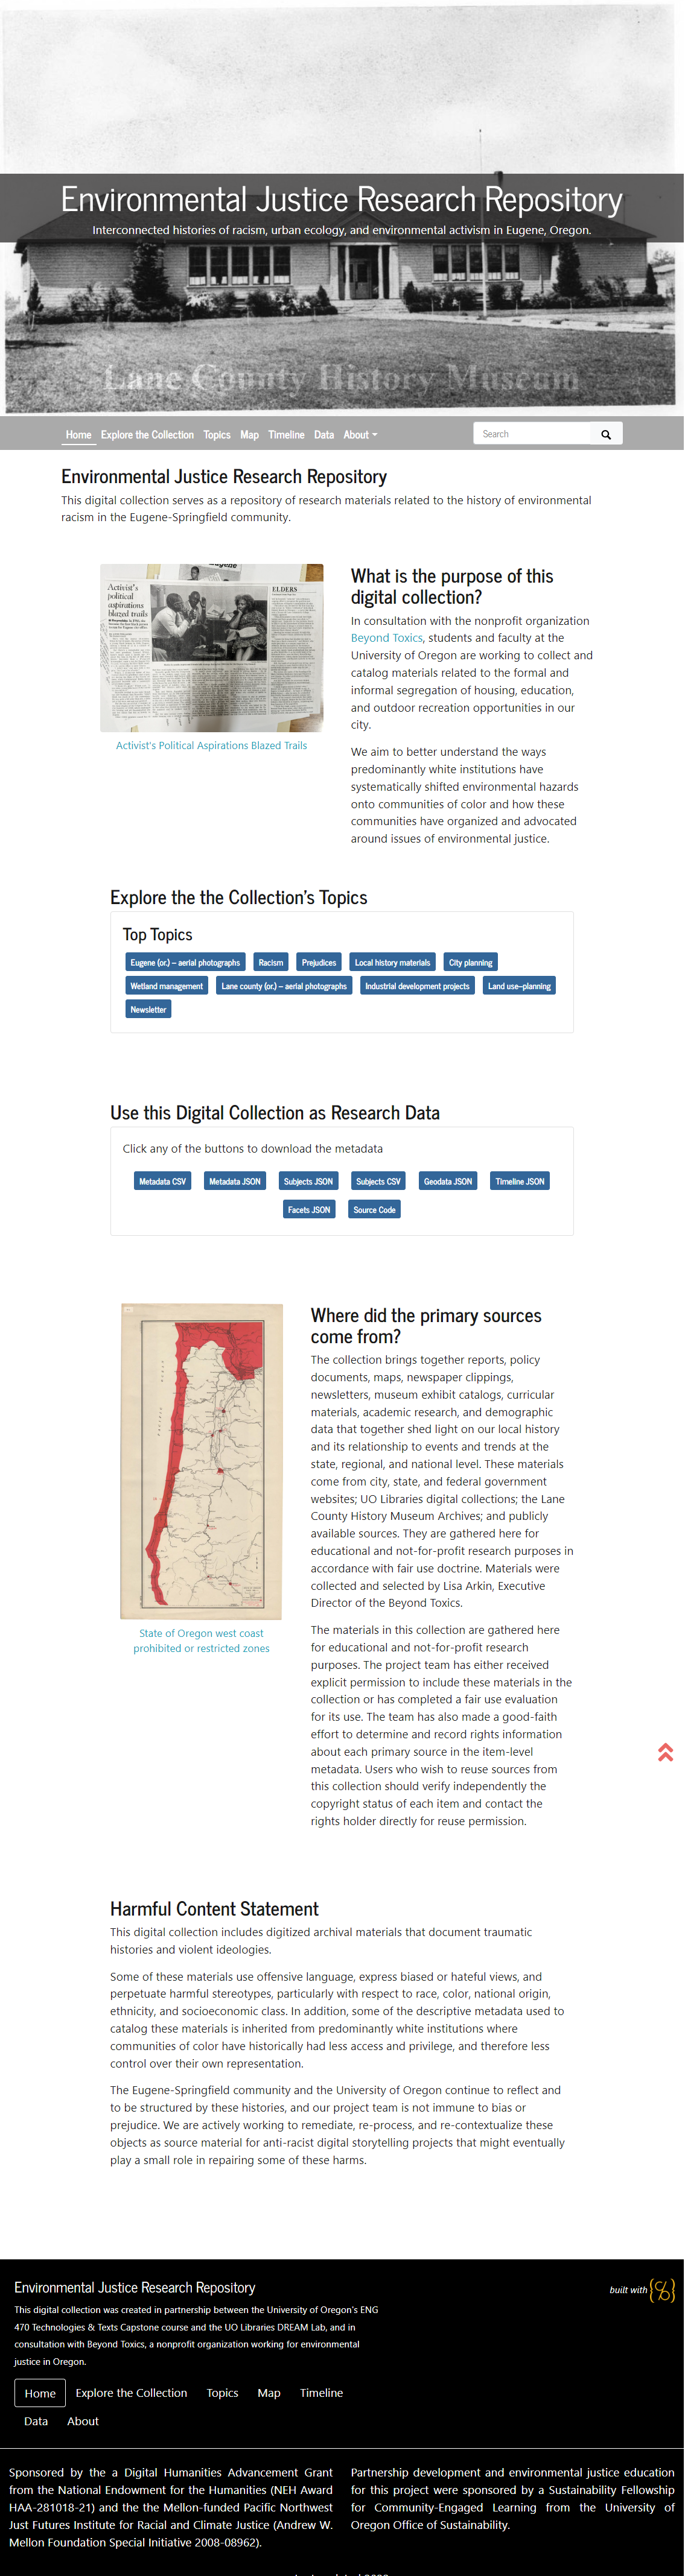 Environmental Justice Research Repository
Interconnected histories of racism, urban ecology, and environmental activism in Eugene, Oregon.
Lane County History Museum
Home Explore the Collection Topics Map Timeline Data About
Search
Environmental Justice Research Repository
This digital collection serves as a repository of research materials related to the history of environmental
racism in the Eugene-Springfield community.
Activist's
political
aspirations
blazed trails
ELDERS
Activist's Political Aspirations Blazed Trails
What is the purpose of this
digital collection?
In consultation with the nonprofit organization
Beyond Toxics, students and faculty at the
University of Oregon are working to collect and
catalog materials related to the formal and
informal segregation of housing, education,
and outdoor recreation opportunities in our
city.
We aim to better understand the ways
predominantly white institutions have
systematically shifted environmental hazards
onto communities of color and how these
communities have organized and advocated
around issues of environmental justice.
Explore the the Collection's Topics
Top Topics
Eugene (or.) – aerial photographs Racism Prejudices Local history materials City planning
Wetland management Lane county (or.) – aerial photographs Industrial development projects Land use–planning
Newsletter
Use this Digital Collection as Research Data
Click any of the buttons to download the metadata
Metadata CSV Metadata JSON Subjects JSON Subjects CSV Geodata JSON Timeline JSON
Facets JSON Source Code
State of Oregon west coast
prohibited or restricted zones
Where did the primary sources
come from?
The collection brings together reports, policy
documents, maps, newspaper clippings,
newsletters, museum exhibit catalogs, curricular
materials, academic research, and demographic
data that together shed light on our local history
and its relationship to events and trends at the
state, regional, and national level. These materials
come from city, state, and federal government
websites; UO Libraries digital collections; the Lane
County History Museum Archives; and publicly
available sources. They are gathered here for
educational and not-for-profit research purposes in
accordance with fair use doctrine. Materials were
collected and selected by Lisa Arkin, Executive
Director of the Beyond Toxics.
The materials in this collection are gathered here
for educational and not-for-profit research
purposes. The project team has either received
explicit permission to include these materials in the
collection or has completed a fair use evaluation
for its use. The team has also made a good-faith
effort to determine and record rights information
about each primary source in the item-level
metadata. Users who wish to reuse sources from
this collection should verify independently the
copyright status of each item and contact the
rights holder directly for reuse permission.
Harmful Content Statement
This digital collection includes digitized archival materials that document traumatic
histories and violent ideologies.
Some of these materials use offensive language, express biased or hateful views, and
perpetuate harmful stereotypes, particularly with respect to race, color, national origin,
ethnicity, and socioeconomic class. In addition, some of the descriptive metadata used to
catalog these materials is inherited from predominantly white institutions where
communities of color have historically had less access and privilege, and therefore less
control over their own representation.
The Eugene-Springfield community and the University of Oregon continue to reflect and
to be structured by these histories, and our project team is not immune to bias or
prejudice. We are actively working to remediate, re-process, and re-contextualize these
objects as source material for anti-racist digital storytelling projects that might eventually
play a small role in repairing some of these harms.
Environmental Justice Research Repository
built with
This digital collection was created in partnership between the University of Oregon's ENG
470 Technologies & Texts Capstone course and the UO Libraries DREAM Lab, and in
consultation with Beyond Toxics, a nonprofit organization working for environmental
justice in Oregon.
Home Explore the Collection Topics Map Timeline
Data About
Sponsored by the a Digital Humanities Advancement Grant
from the National Endowment for the Humanities (NEH Award
HAA-281018-21) and the the Mellon-funded Pacific Northwest
Just Futures Institute for Racial and Climate Justice (Andrew W.
Mellon Foundation Special Initiative 2008-08962).
Partnership development and environmental justice education
for this project were sponsored by a Sustainability Fellowship
for Community-Engaged Learning from the University of
Oregon Office of Sustainability.